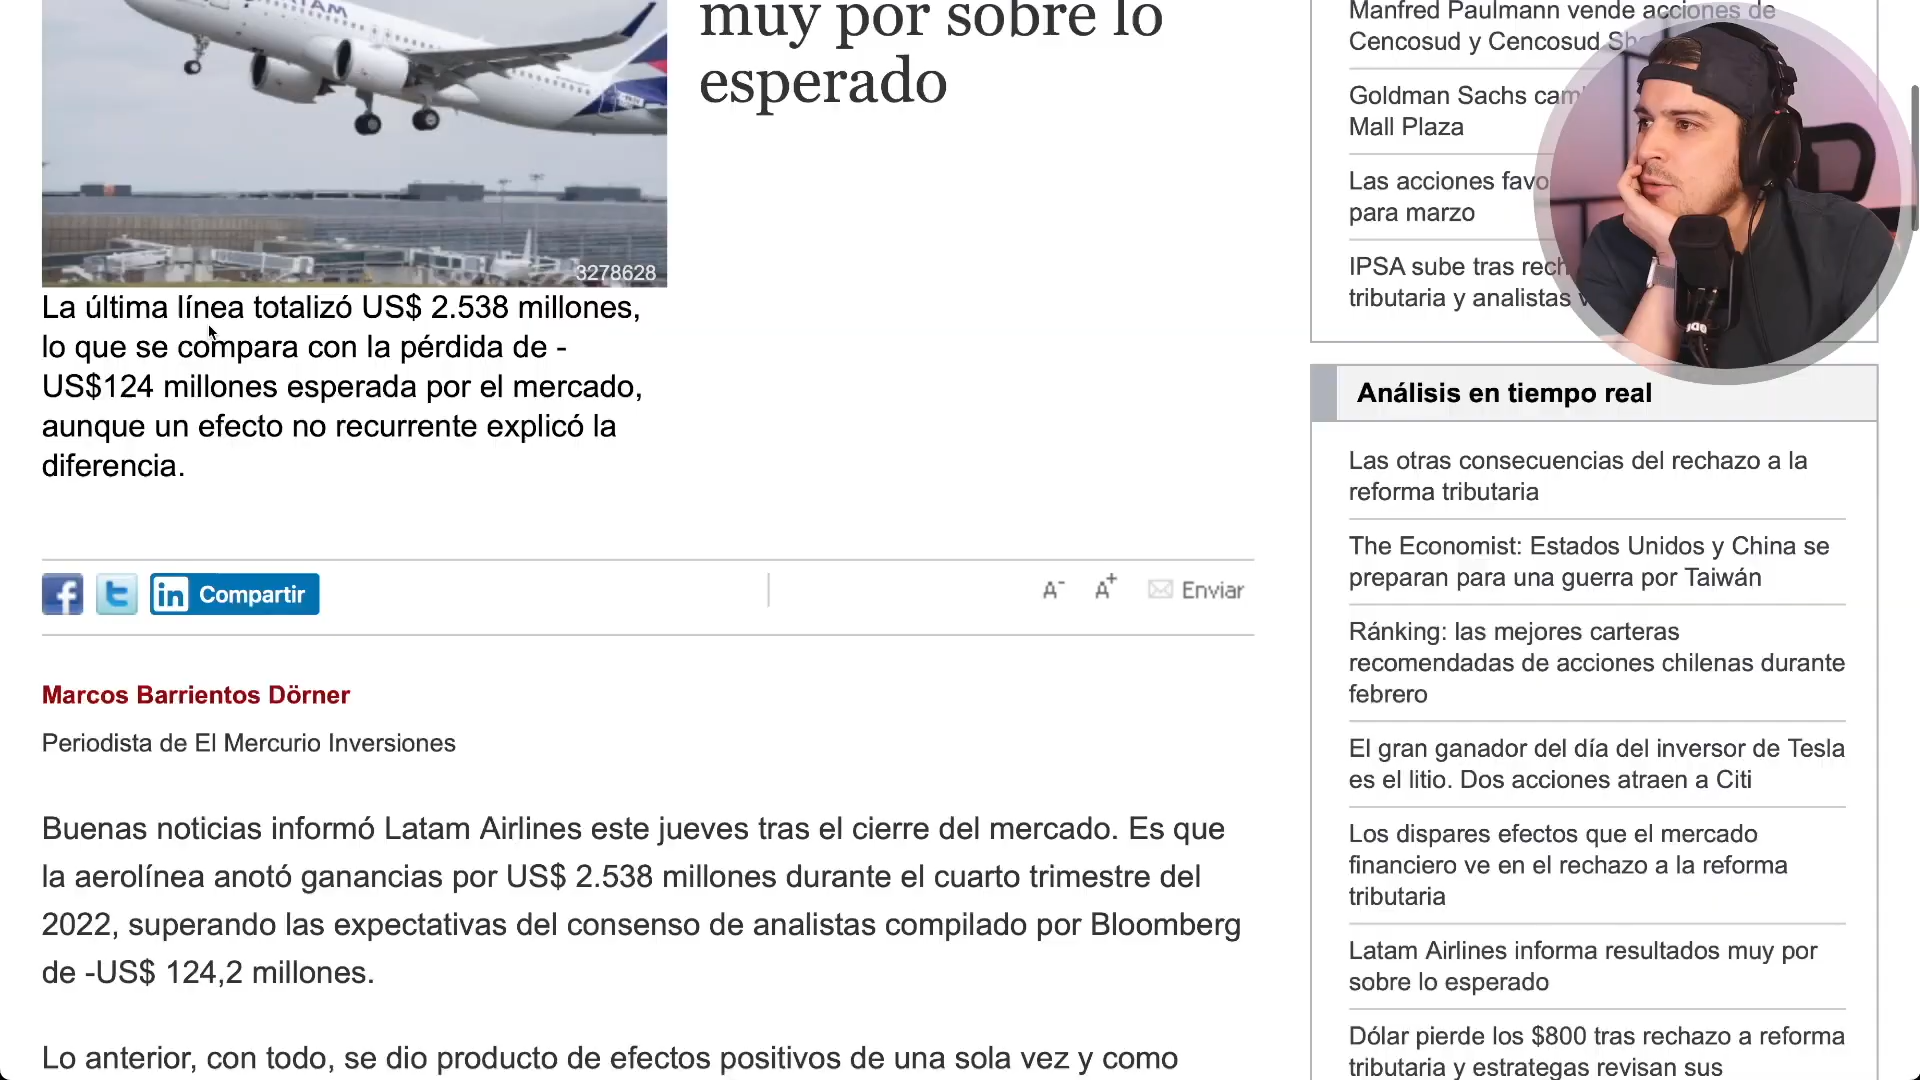 muy por sobre lo
esperado
3278628
La última línea totalizó US$ 2.538 millones,
lo que se compara con la pérdida de -
US$124 millones esperada por el mercado,
aunque un efecto no recurrente explicó la
diferencia.
Compartir
A- A+ Enviar
Marcos Barrientos Dörner
Periodista de El Mercurio Inversiones
Buenas noticias informó Latam Airlines este jueves tras el cierre del mercado. Es que
la aerolínea anotó ganancias por US$ 2.538 millones durante el cuarto trimestre del
2022, superando las expectativas del consenso de analistas compilado por Bloomberg
de -US$ 124,2 millones.
Lo anterior, con todo, se dio producto de efectos positivos de una sola vez y como
Manfred Paulmann vende acciones de
Cencosud y Cencosud
Goldman Sachs
Mall Plaza
Las acciones
para marzo
IPSA sube tras
tributaria y analistas
Análisis en tiempo real
Las otras consecuencias del rechazo a la
reforma tributaria
The Economist: Estados Unidos y China se
preparan para una guerra por Taiwán
Ránking: las mejores carteras
recomendadas de acciones chilenas durante
febrero
El gran ganador del día del inversor de Tesla
es el litio. Dos acciones atraen a Citi
Los dispares efectos que el mercado
financiero ve en el rechazo a la reforma
tributaria
Latam Airlines informa resultados muy por
sobre lo esperado
Dólar pierde los $800 tras rechazo a reforma
tributaria y estrategas revisan sus